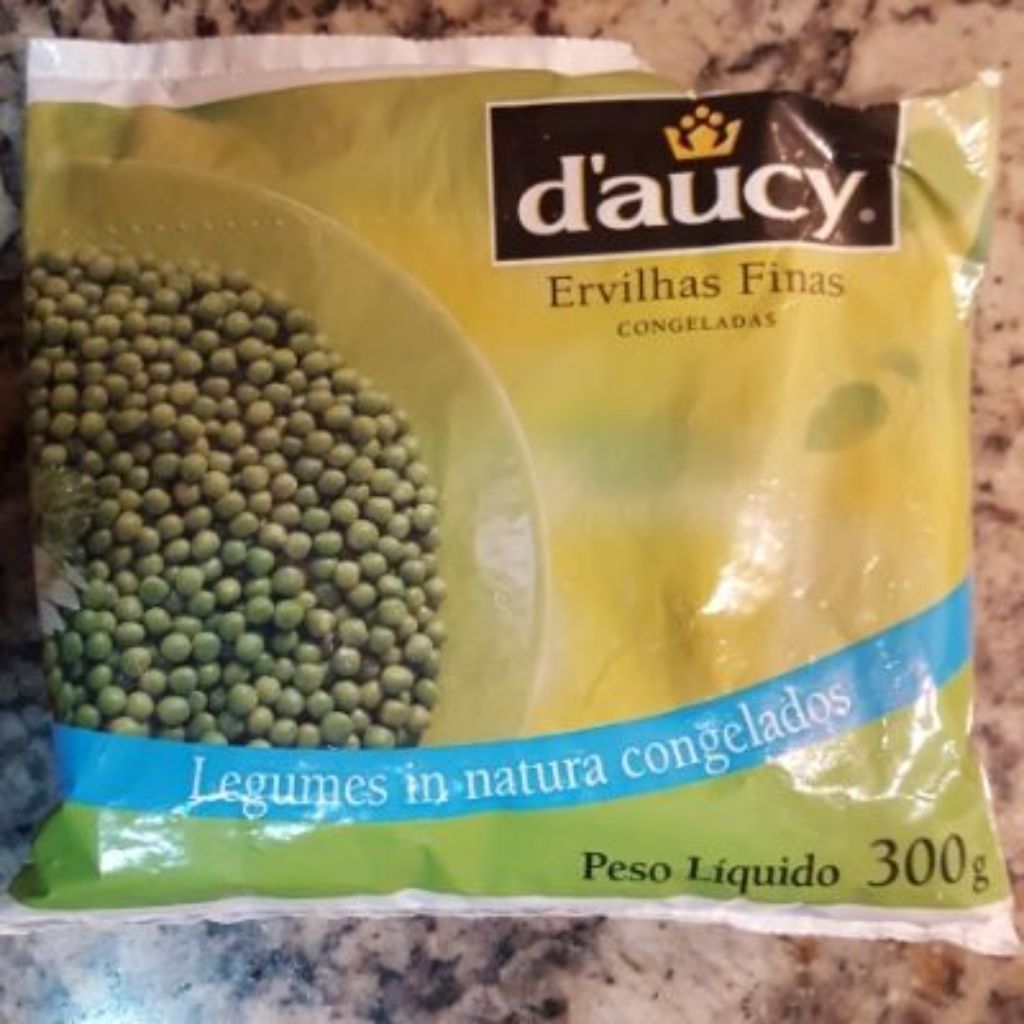 d'aucy.
Ervilhas Finas
CONGELADAS
Legumes in natura congelados
Peso Líquido 300g